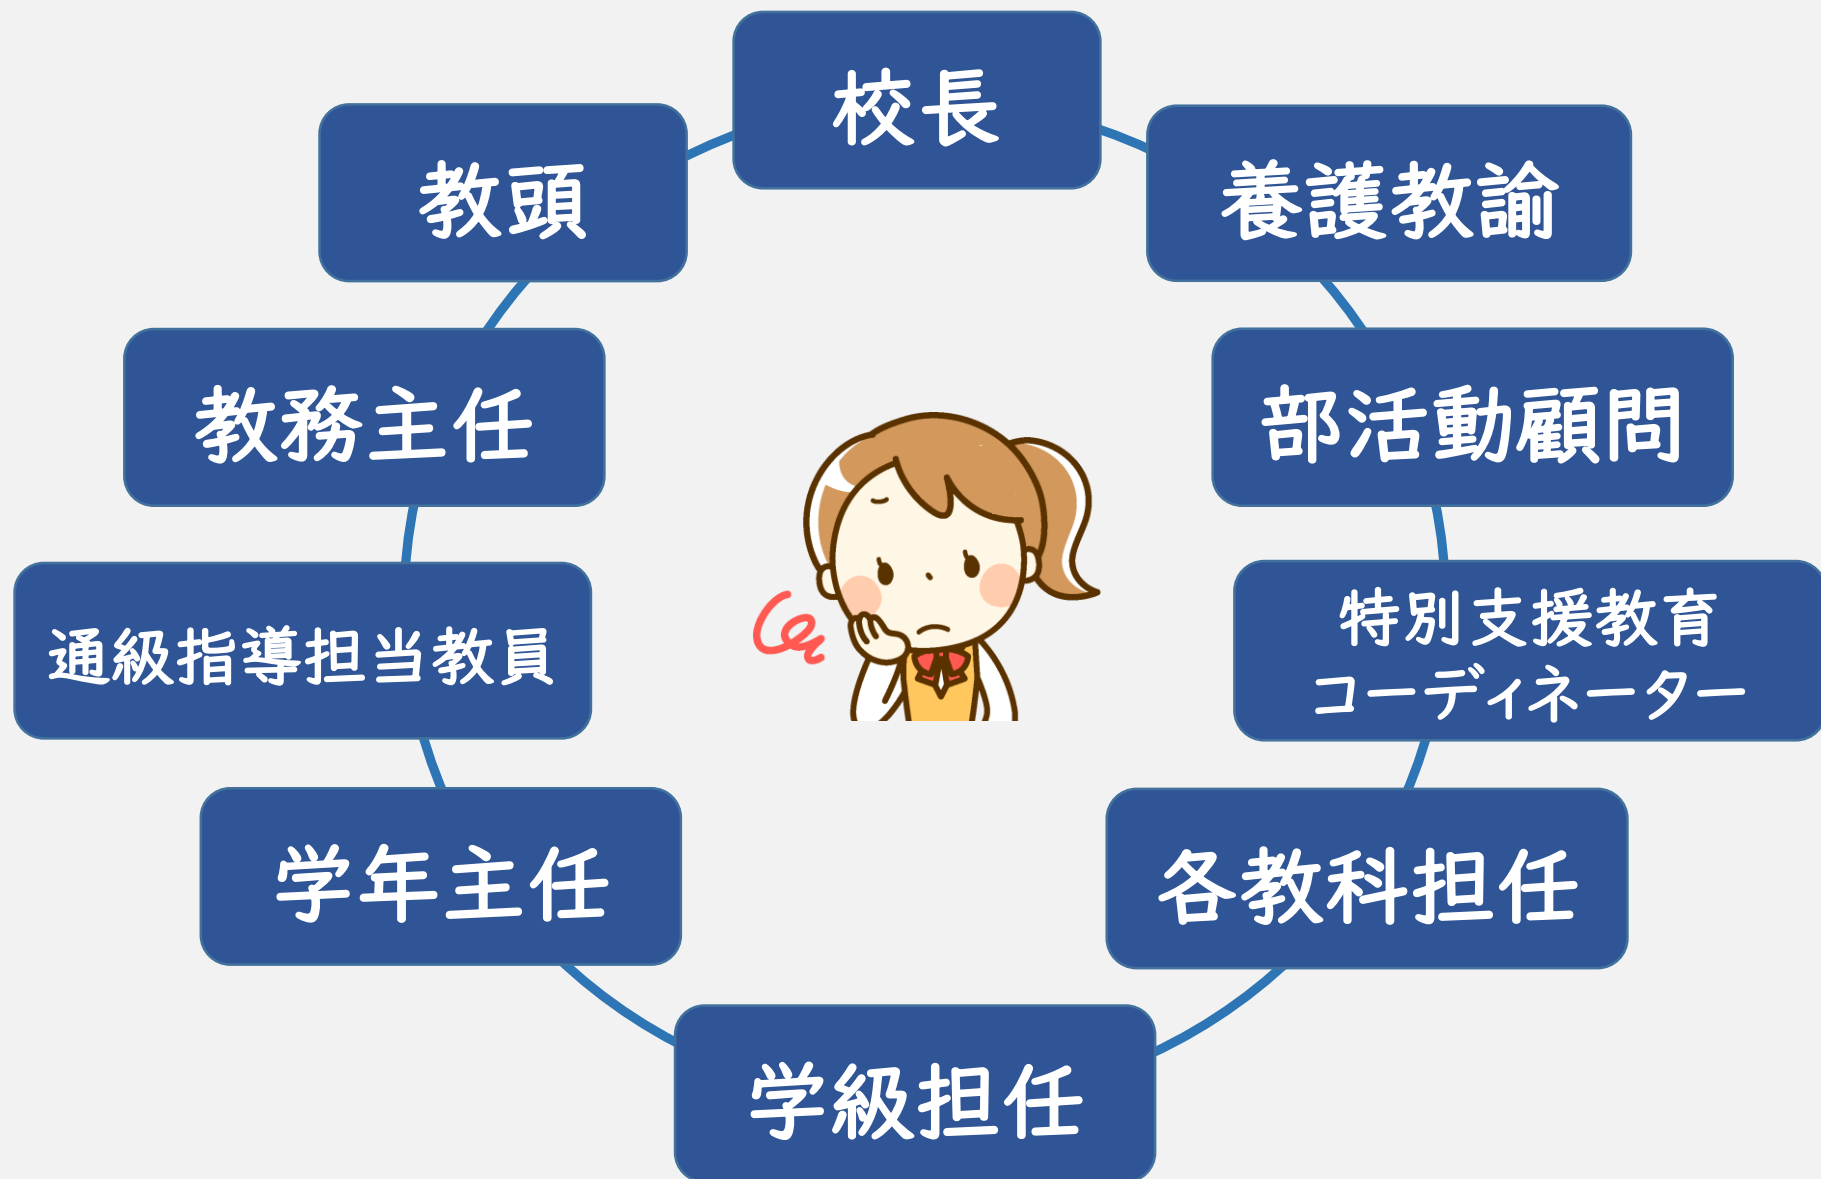 校長
教頭
養護教諭
教務主任
部活動顧問
通級指導担当教員
特別支援教育
コーディネーター
学年主任
各教科担任
学級担任